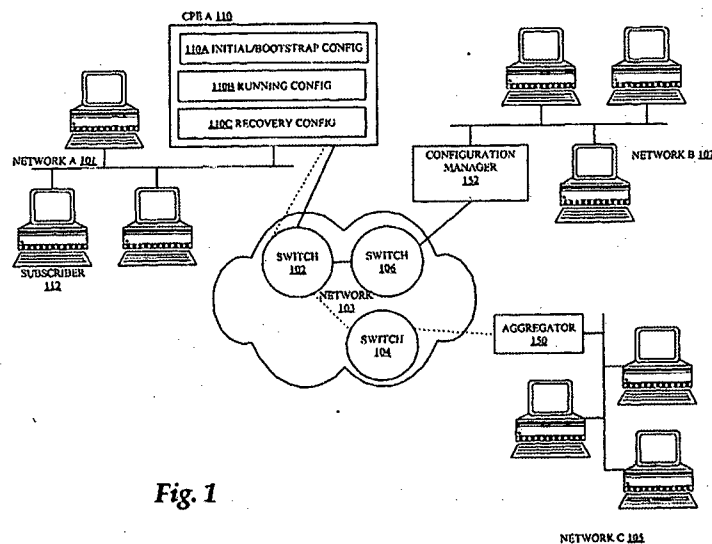 CPE A 110
110A INITIAL/BOOTSTRAP CONFIG
110B RUNNING CONFIG
110C RECOVERY CONFIG
NETWORK A 101
SUBSCRIBER
112
CONFIGURATION
MANAGER
152
NETWORK B 107
SWITCH
102
SWITCH
106
NETWORK
103
SWITCH
104
AGGREGATOR
150
Fig. 1
NETWORK C 105